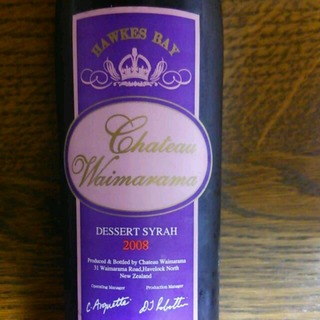 HAWKES BAY
Chateau
Waimarama
DESSERT SYRAH
2008
Produced & Bottled by Chateau Waimarama
31 Waimarama Road,Havelock North
New Zealand
Operating Manager Production Manager